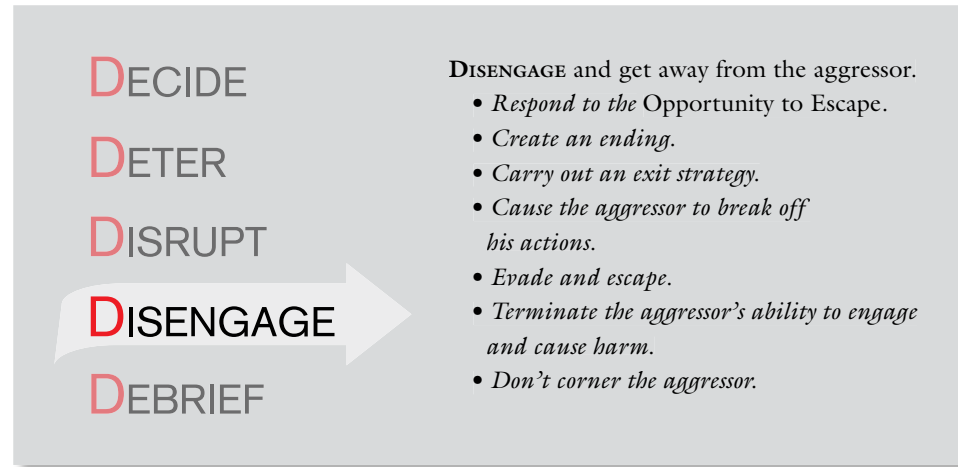 DECIDE
DETER
DISRUPT
DISENGAGE
DEBRIEF
DISENGAGE and get away from the aggressor.
• Respond to the Opportunity to Escape.
• Create an ending.
• Carry out an exit strategy.
• Cause the aggressor to break off
his actions.
• Evade and escape.
• Terminate the aggressor's ability to engage
and cause harm.
• Don't corner the aggressor.